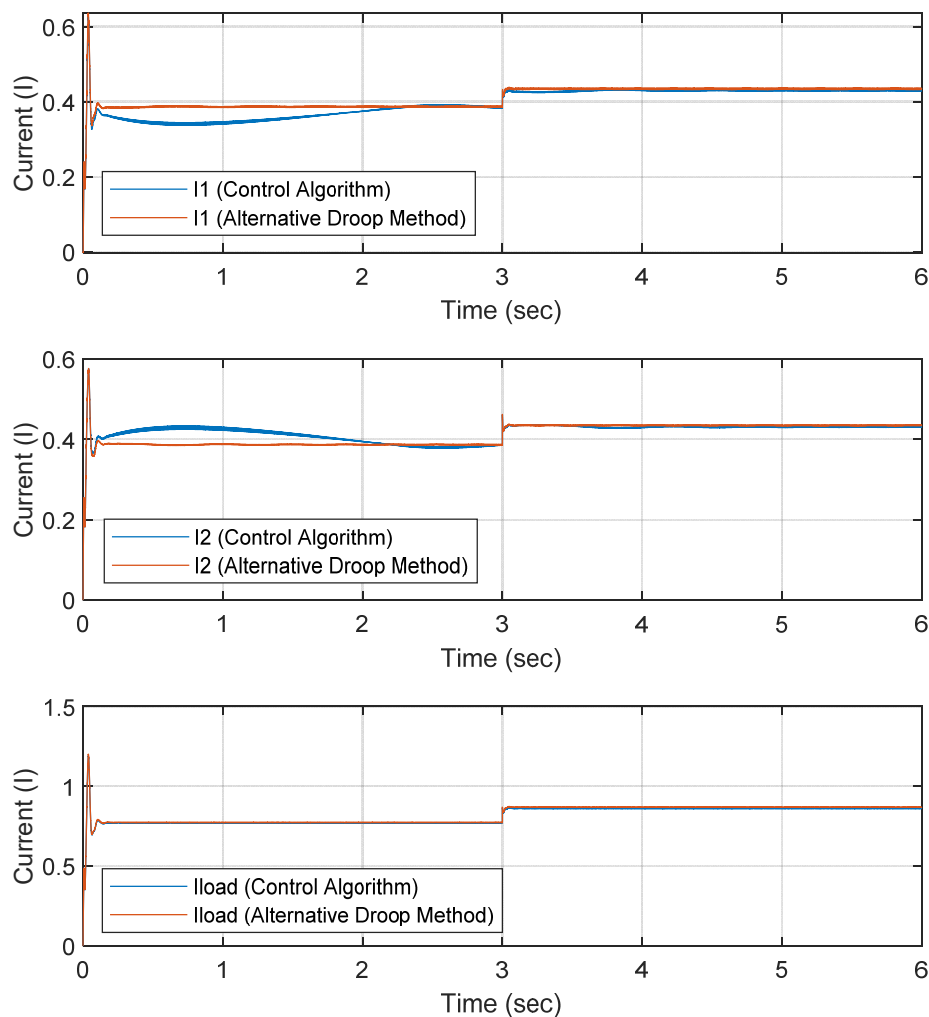 0.6
0.4
0.2
0
Current (I)
I1 (Control Algorithm)
I1 (Alternative Droop Method)
0 1 2 3 4 5 6
Time (sec)
0.6
0.4
0.2
0
Current (I)
I2 (Control Algorithm)
I2 (Alternative Droop Method)
0 1 2 3 4 5 6
Time (sec)
1.5
1
0.5
0
Current (I)
Iload (Control Algorithm)
Iload (Alternative Droop Method)
0 1 2 3 4 5 6
Time (sec)